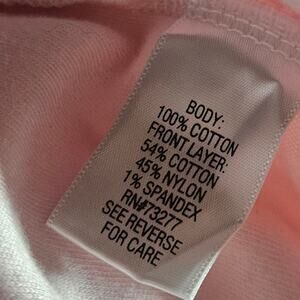 BODY:
100% COTTON
FRONT LAYER:
54% COTTON
45% NYLON
1% SPANDEX
RN#73277
SEE REVERSE
FOR CARE